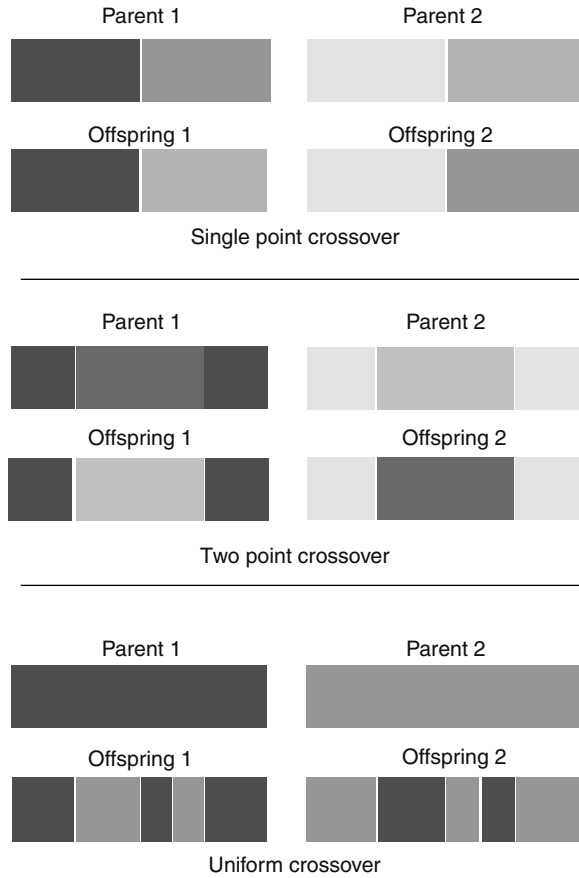 Parent 1
Parent 2
Offspring 1
Offspring 2
Single point crossover
Parent 1
Parent 2
Offspring 1
Offspring 2
Two point crossover
Parent 1
Parent 2
Offspring 1
Offspring 2
Uniform crossover